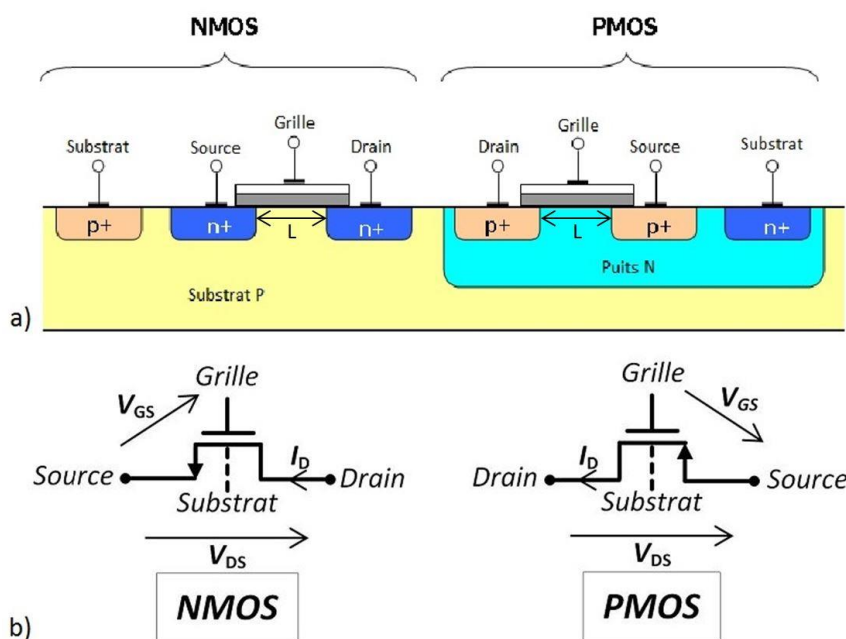 NMOS PMOS
Grille Grille
Substrat Source Drain Drain Source Substrat
p+ n+ L n+ p+ L p+ n+
Puits N
Substrat P
a)
Grille Grille
VGS VGS
ID ID
Source Drain Drain Source
Substrat Substrat
VDS VDS
NMOS PMOS
b)